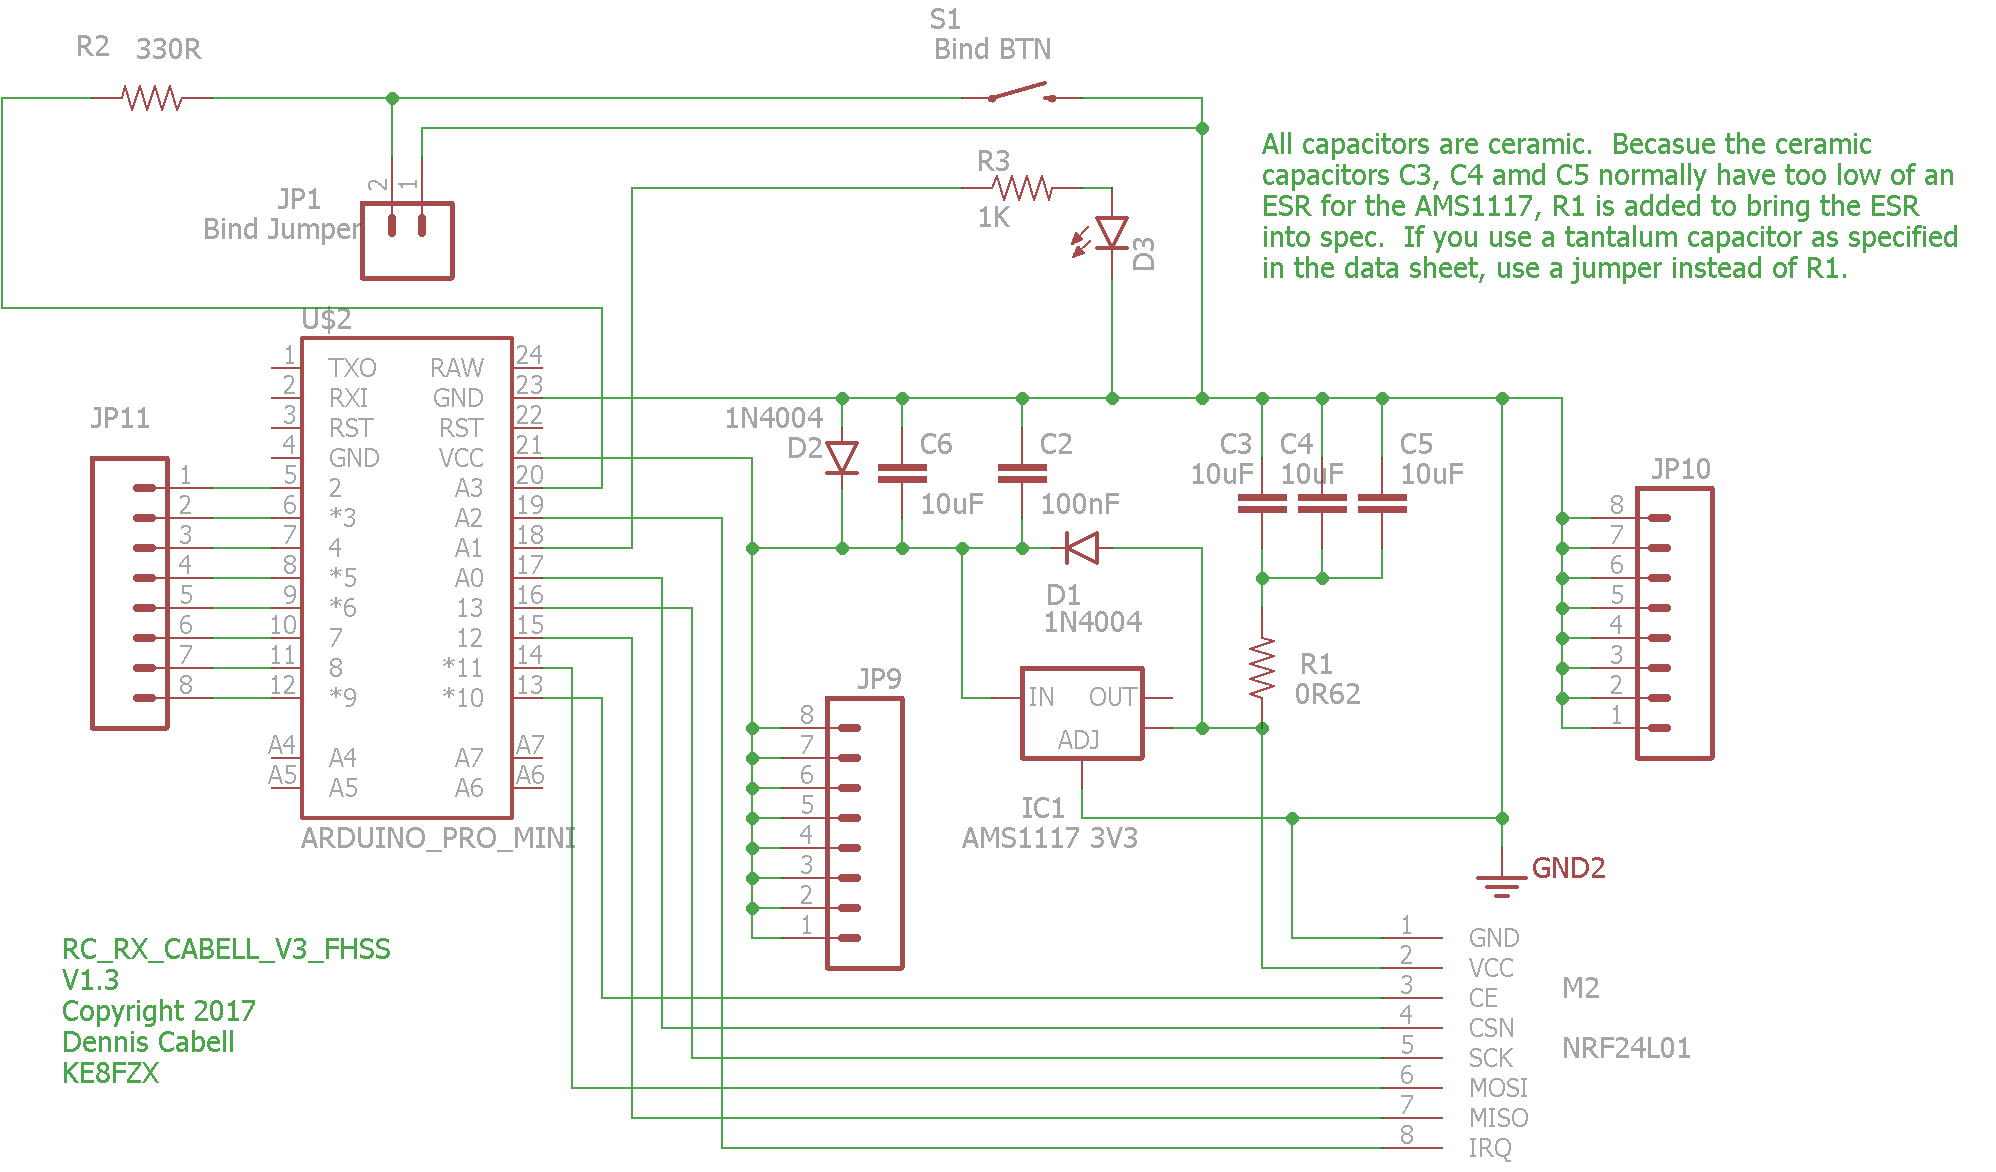 R2 330R
S1
Bind BTN
All capacitors are ceramic. Becasue the ceramic
capacitors C3, C4 amd C5 normally have too low of an
ESR for the AMS1117, R1 is added to bring the ESR
into spec. If you use a tantalum capacitor as specified
in the data sheet, use a jumper instead of R1.
R3
1K
D3
JP1
Bind Jumper
2
1
U$2
1 TXO RAW 24
2 RXI GND 23
3 RST RST 22
4 GND VCC 21
5 2 A3 20
6 *3 A2 19
7 4 A1 18
8 *5 A0 17
9 *6 13 16
10 7 12 15
11 8 *11 14
12 *9 *10 13
A4 A4 A7 A7
A5 A5 A6 A6
ARDUINO_PRO_MINI
JP11
1
2
3
4
5
6
7
8
1N4004
D2
C6
10uF
C2
100nF
C3
10uF
C4
10uF
C5
10uF
D1
1N4004
R1
0R62
JP9
8
7
6
5
4
3
2
1
IN OUT
ADJ
IC1
AMS1117 3V3
JP10
8
7
6
5
4
3
2
1
GND2
1 GND
2 VCC
3 CE
4 CSN
5 SCK
6 MOSI
7 MISO
8 IRQ
M2
NRF24L01
RC_RX_CABELL_V3_FHSS
V1.3
Copyright 2017
Dennis Cabell
KE8FZX